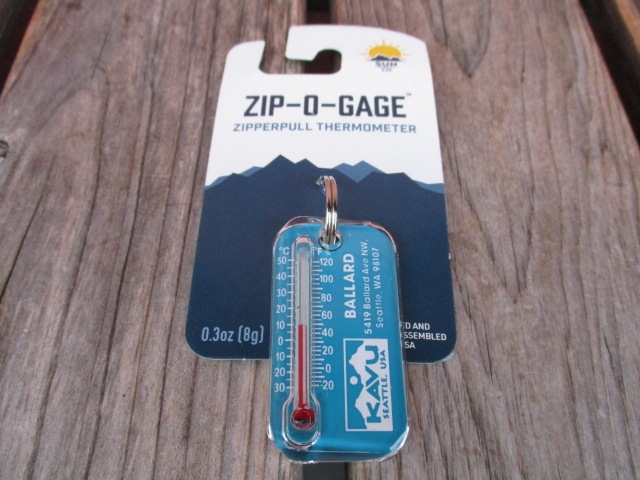 SUN
CO
ZIP-O-GAGE™
ZIPPERPULL THERMOMETER
0.3oz (8g)
ED AND
SSEMBLED
SA
°C
50
40
30
20
10
0
10
20
30
F°
120
100
80
60
40
20
0
-20
BALLARD
5419 Ballard Ave NW.
Seattle, WA 98107
KAVU
SEATTLE, USA